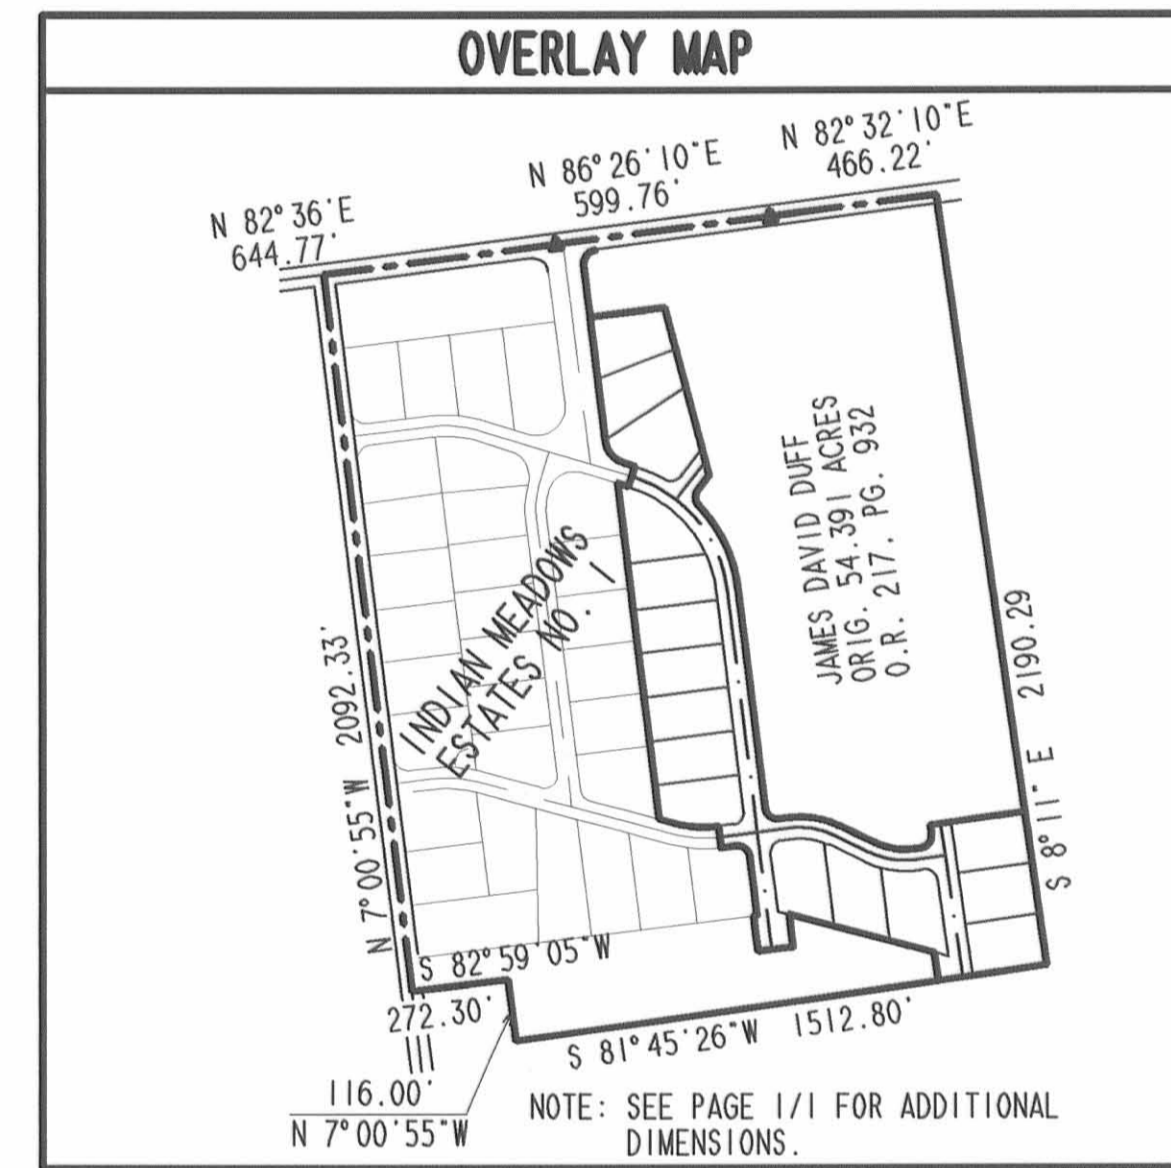 OVERLAY MAP
N 82° 32' 10" E
466.22'
N 86° 26' 10" E
599.76'
N 82° 36' E
644.77'
JAMES DAVID DUFF
ORIG. 54.391 ACRES
O.R. 217. PG. 932
INDIAN MEADOWS
ESTATES NO. 1
N 7° 00' 55" W 2092.33'
S 8° 11" E 2190.29
S 82° 59' 05" W
272.30'
S 81° 45' 26" W 1512.80'
116.00'
N 7° 00' 55" W
NOTE: SEE PAGE 1/1 FOR ADDITIONAL
DIMENSIONS.